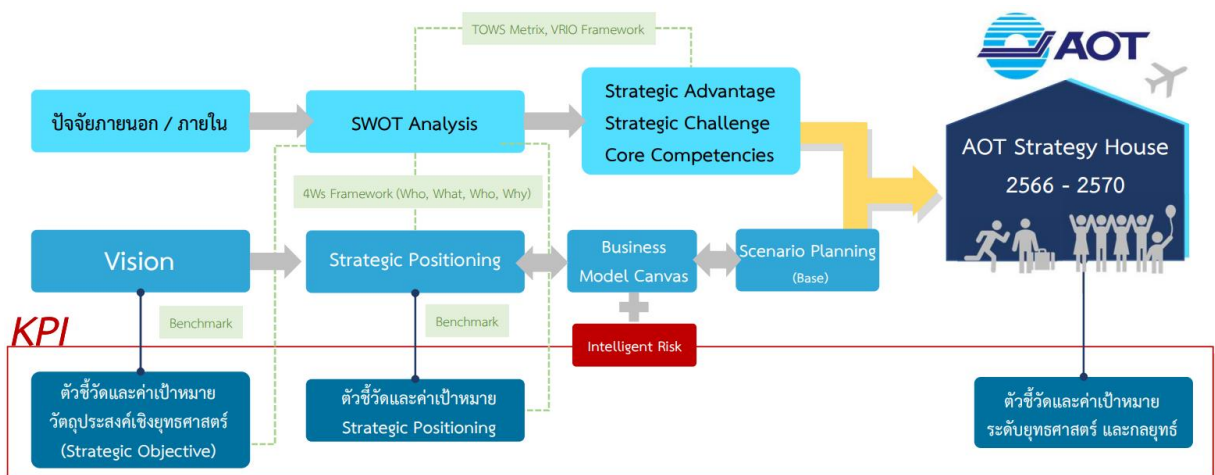 TOWS Metrix, VRIO Framework
AOT
ปัจจัยภายนอก / ภายใน
SWOT Analysis
Strategic Advantage
Strategic Challenge
Core Competencies
AOT Strategy House
2566 - 2570
4Ws Framework (Who, What, Who, Why)
Vision
Strategic Positioning
Business
Model Canvas
Scenario Planning
(Base)
Benchmark
Benchmark
KPI
Intelligent Risk
ตัวชี้วัดและค่าเป้าหมาย
วัตถุประสงค์เชิงยุทธศาสตร์
(Strategic Objective)
ตัวชี้วัดและค่าเป้าหมาย
Strategic Positioning
ตัวชี้วัดและค่าเป้าหมาย
ระดับยุทธศาสตร์ และกลยุทธ์